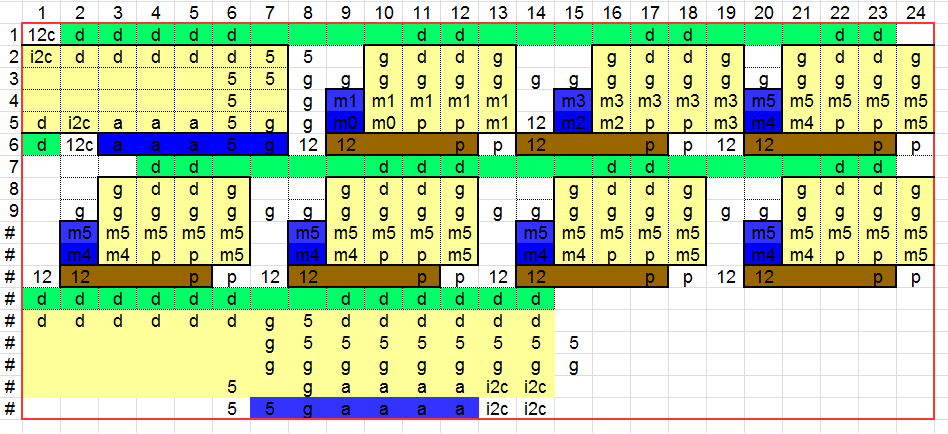 1 2 3 4 5 6 7 8 9 10 11 12 13 14 15 16 17 18 19 20 21 22 23 24
1 12c d d d d d d d d d d d
2 i2c d d d d d 5 5 g d d g g d d g g d d g
3 5 5 g g g g g g g g g g g g g g g g g
4 5 g m1 m1 m1 m1 m1 m3 m3 m3 m3 m3 m5 m5 m5 m5 m5
5 d i2c a a a 5 g g m0 m0 p p m1 12 m2 m2 p p m3 m4 m4 p p m5
6 d 12c a a a 5 g 12 12 p p 12 p p 12 12 p p
7 d d d d d d d d d
8 g d d g g d d g g d d g g d d g
9 g g g g g g g g g g g g g g g g g g g g g g g
# m5 m5 m5 m5 m5 m5 m5 m5 m5 m5 m5 m5 m5 m5 m5 m5 m5 m5 m5 m5
# m4 m4 p p m5 m4 m4 p p m5 m4 m4 p p m5 m4 m4 p p m5
# 12 12 p p 12 12 p p 12 12 p p 12 12 p p
# d d d d d d d d d d d d
# d d d d d d g 5 d d d d d d
# g 5 5 5 5 5 5 5 5
# g g g g g g g g g
# 5 g a a a a i2c i2c
# 5 5 g a a a a i2c i2c